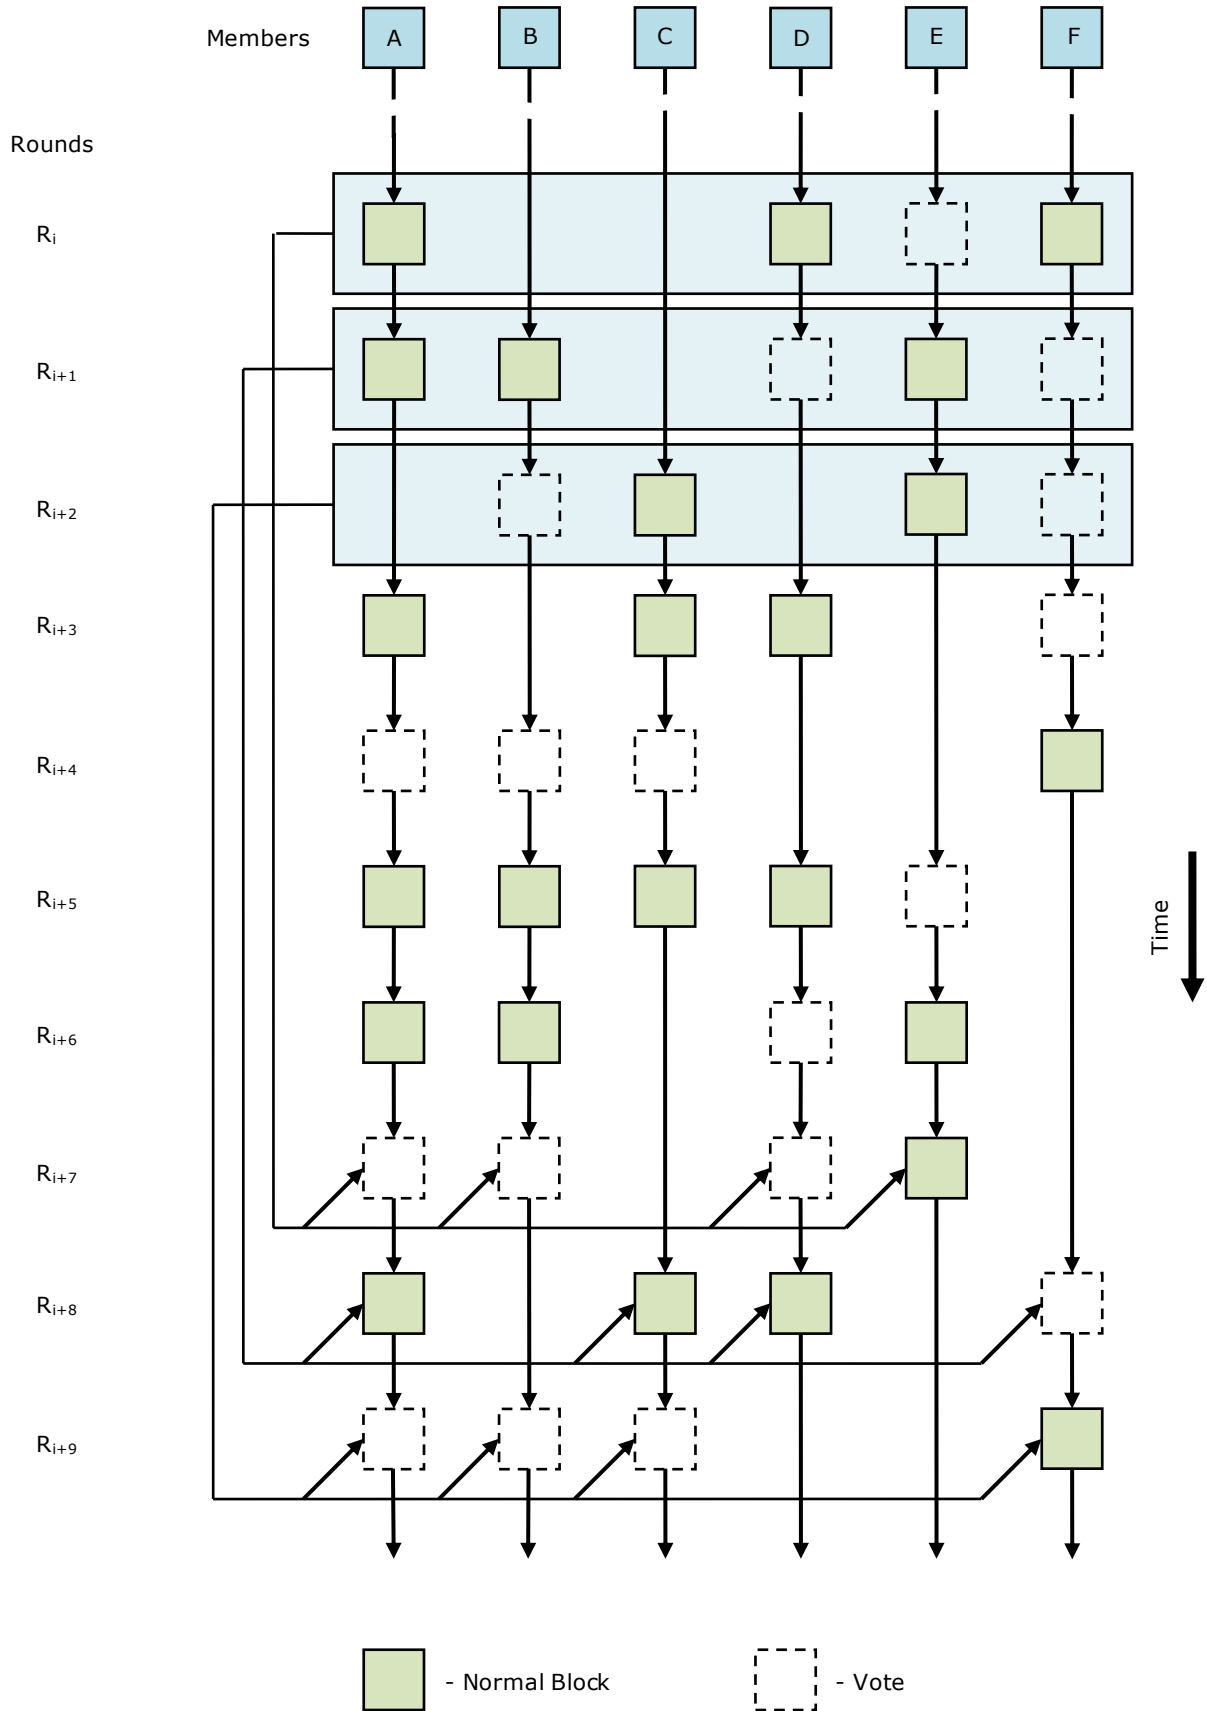 Members A B C D E F
Rounds
Rᵢ
Rᵢ₊₁
Rᵢ₊₂
Rᵢ₊₃
Rᵢ₊₄
Rᵢ₊₅
Time
Rᵢ₊₆
Rᵢ₊₇
Rᵢ₊₈
Rᵢ₊₉
- Normal Block
- Vote